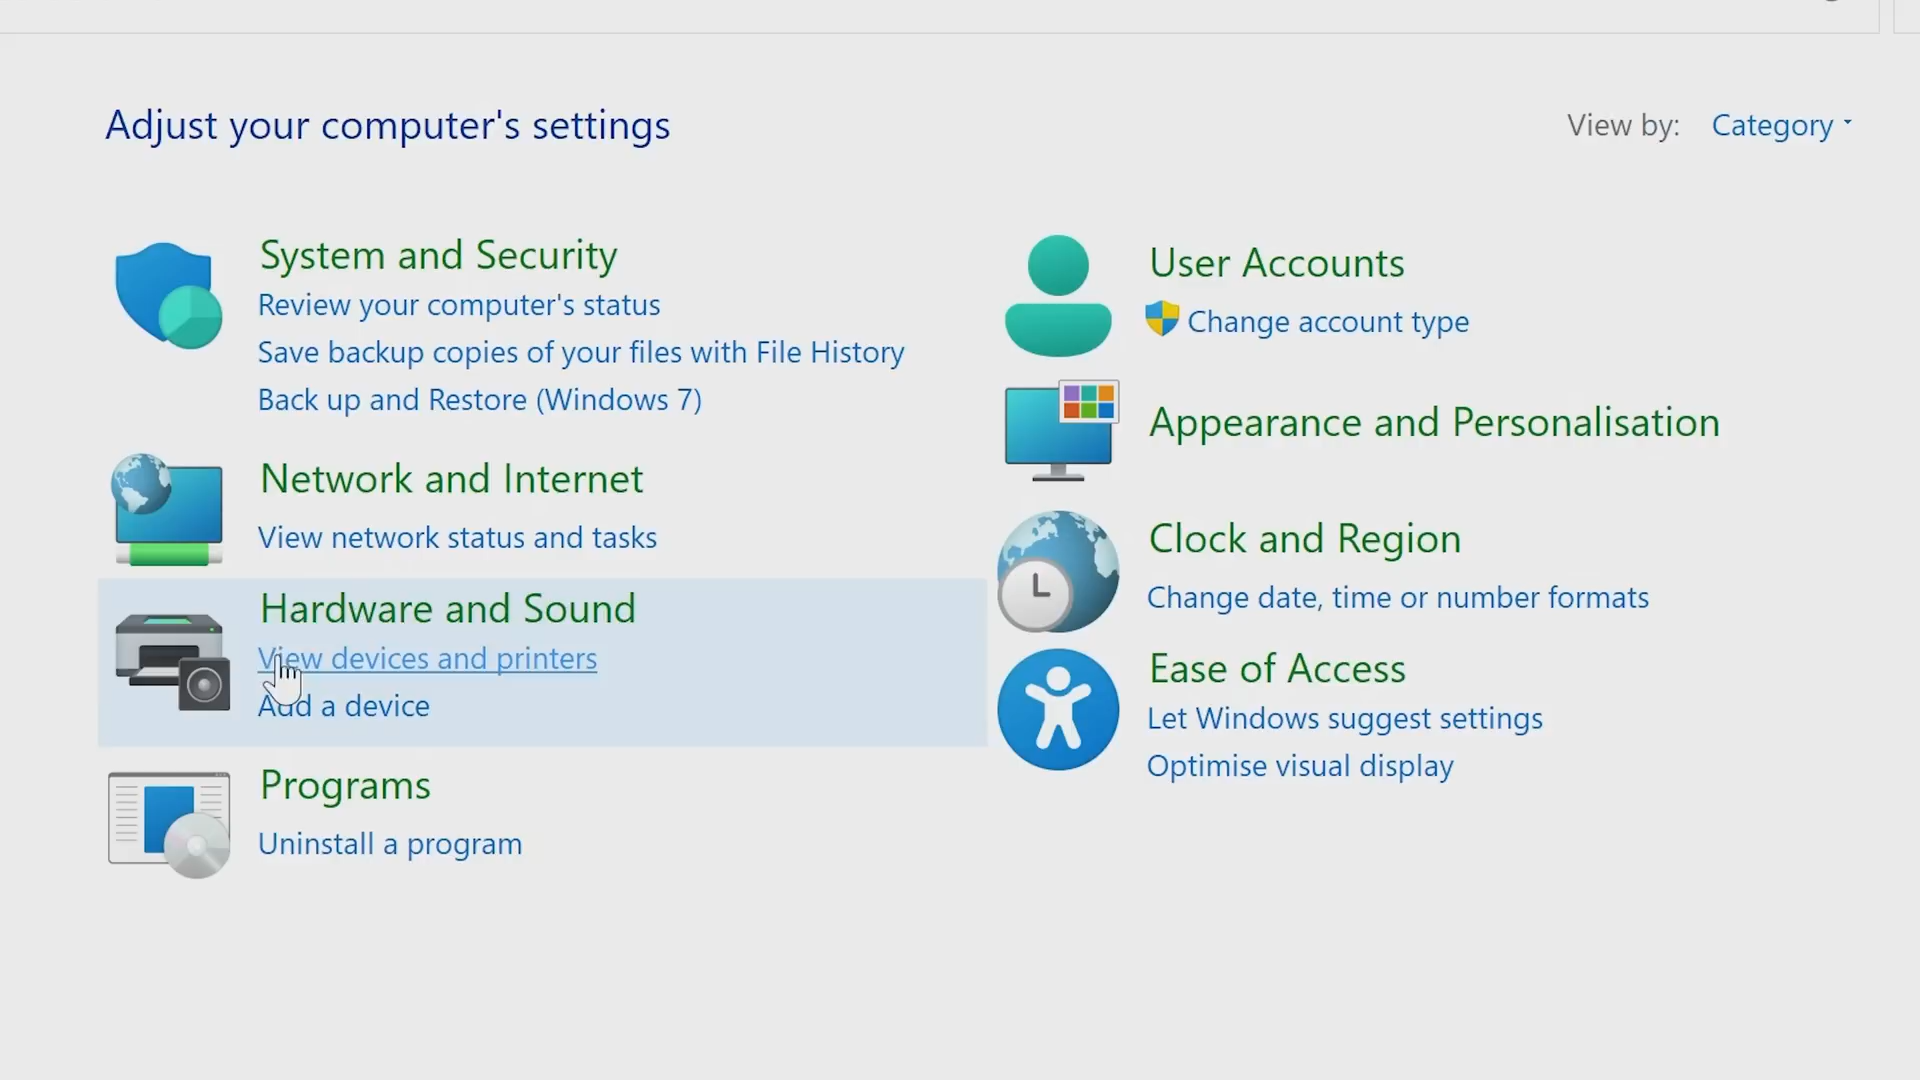 Adjust your computer's settings
View by: Category
System and Security
Review your computer's status
Save backup copies of your files with File History
Back up and Restore (Windows 7)
Network and Internet
View network status and tasks
Hardware and Sound
View devices and printers
Add a device
Programs
Uninstall a program
User Accounts
Change account type
Appearance and Personalisation
Clock and Region
Change date, time or number formats
Ease of Access
Let Windows suggest settings
Optimise visual display